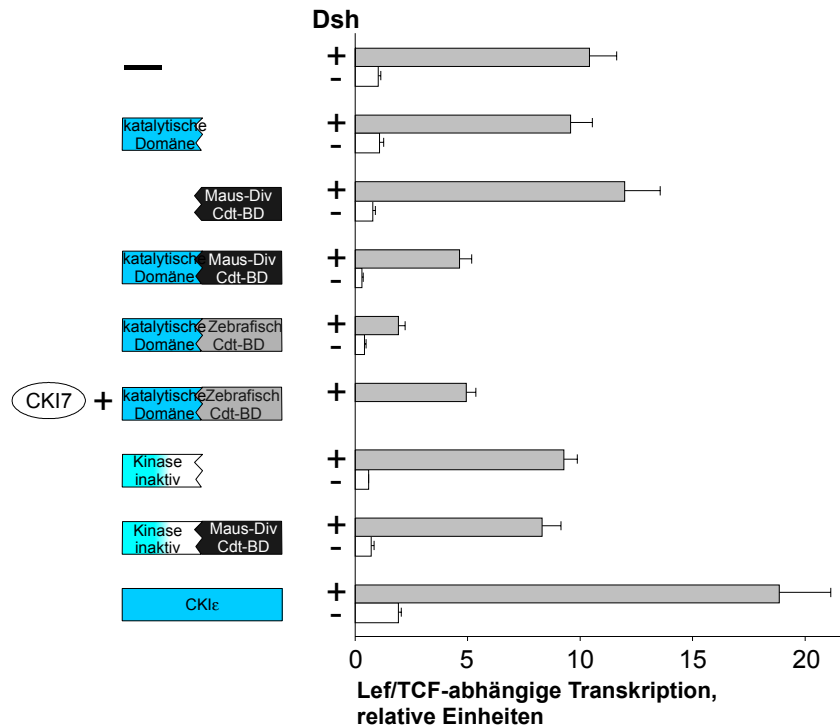 Dsh
+
-
katalytische
Domäne
+
-
Maus-Div
Cdt-BD
+
-
katalytische Maus-Div
Domäne Cdt-BD
+
-
katalytische Zebrafisch
Domäne Cdt-BD
+
-
CKI7 + katalytische Zebrafisch
Domäne Cdt-BD
+
Kinase
inaktiv
+
-
Kinase Maus-Div
inaktiv Cdt-BD
+
-
CKIε
+
-
0 5 10 15 20
Lef/TCF-abhängige Transkription,
relative Einheiten